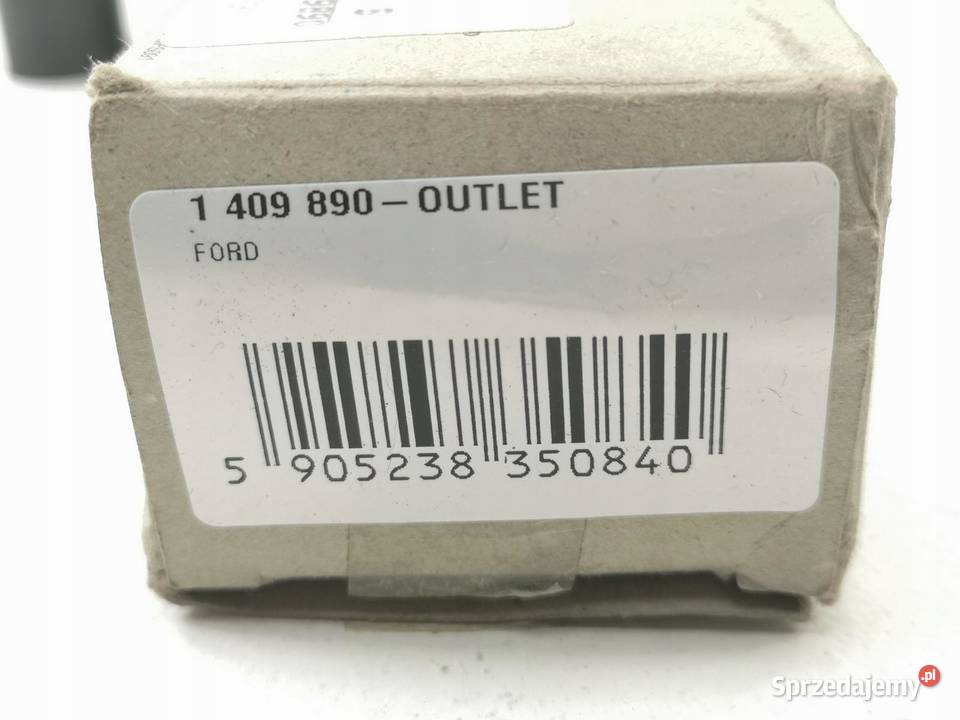 1 409 890 – OUTLET
FORD
5 905238 350840
Sprzedajemy.pl